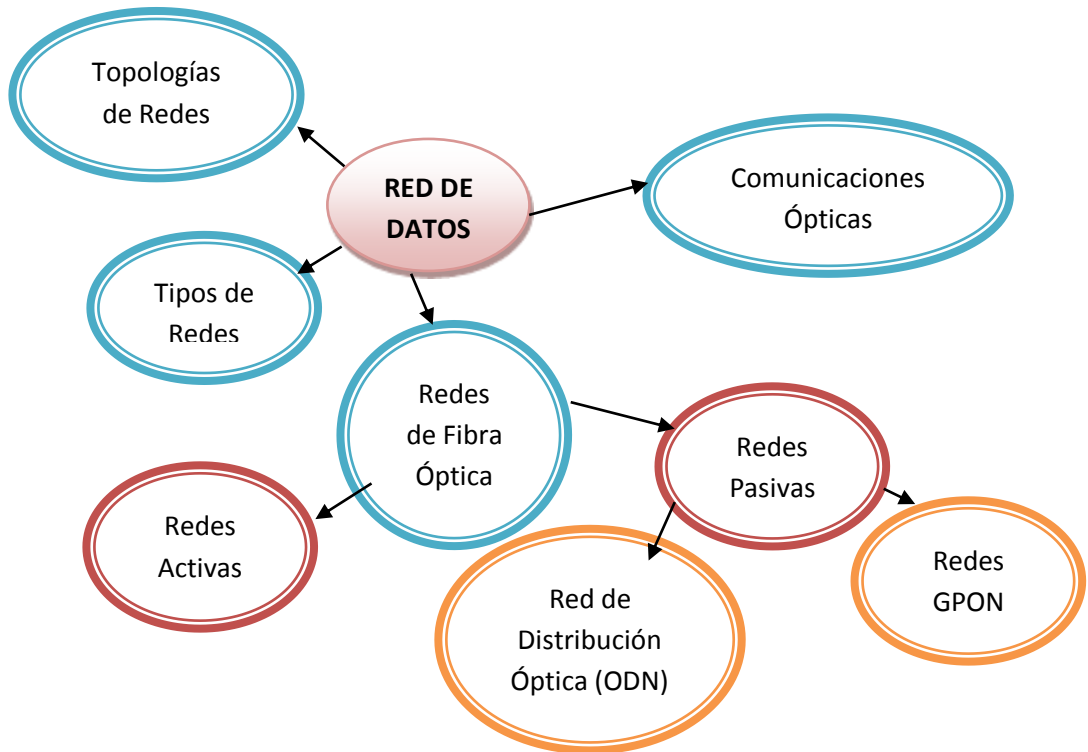 Topologías
de Redes
RED DE
DATOS
Comunicaciones
Ópticas
Tipos de
Redes
Redes
de Fibra
Óptica
Redes
Pasivas
Redes
Activas
Redes
GPON
Red de
Distribución
Óptica (ODN)